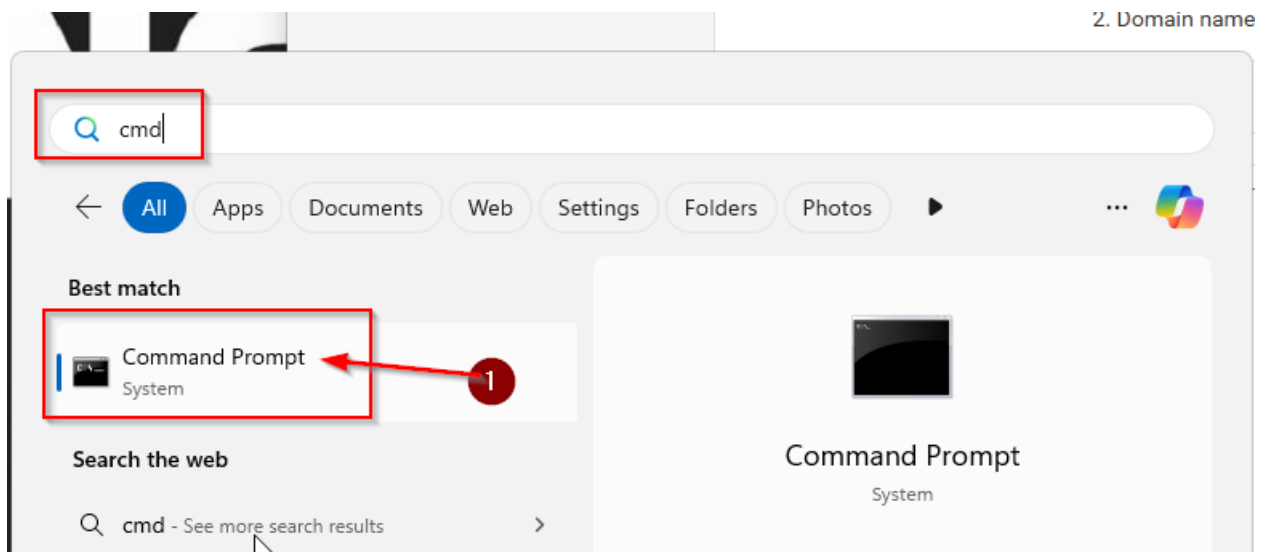 2. Domain name
cmd
All Apps Documents Web Settings Folders Photos ...
Best match
Command Prompt
System
1
Search the web
cmd - See more search results
Command Prompt
System